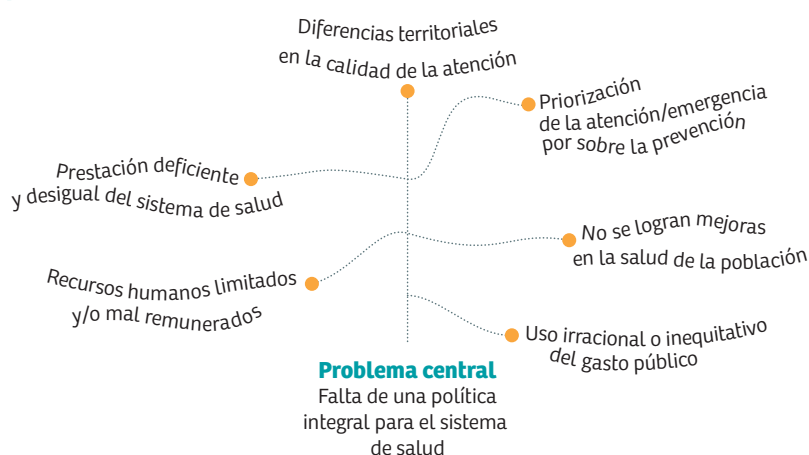 Diferencias territoriales
en la calidad de la atención
Priorización
de la atención/emergencia
por sobre la prevención
Prestación deficiente
y desigual del sistema de salud
No se logran mejoras
en la salud de la población
Recursos humanos limitados
y/o mal remunerados
Uso irracional o inequitativo
del gasto público
Problema central
Falta de una política
integral para el sistema
de salud